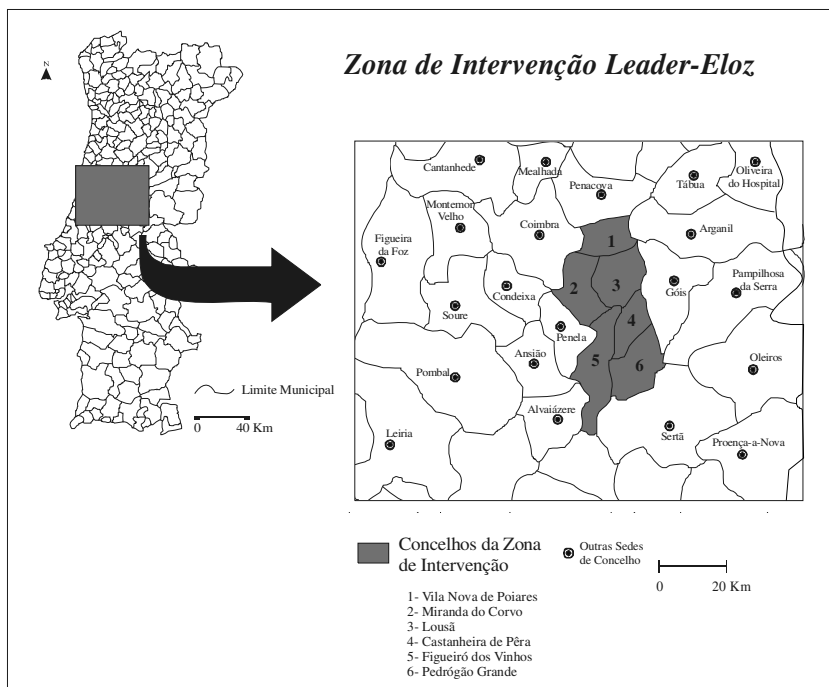 Zona de Intervenção Leader-Eloz
N
Limite Municipal
0 40 Km
Cantanhede
Mealhada
Penacova
Tábua
Oliveira
do Hospital
Montemor
Velho
Coimbra
Arganil
Figueira
da Foz
1
2
3
Góis
Pampilhosa
da Serra
Condeixa
Soure
4
Penela
Ansião
5
6
Oleiros
Pombal
Alvaiázere
Leiria
Sertã
Proença-a-Nova
Concelhos da Zona
de Intervenção
Outras Sedes
de Concelho
0 20 Km
1- Vila Nova de Poiares
2- Miranda do Corvo
3- Lousã
4- Castanheira de Pêra
5- Figueiró dos Vinhos
6- Pedrógão Grande